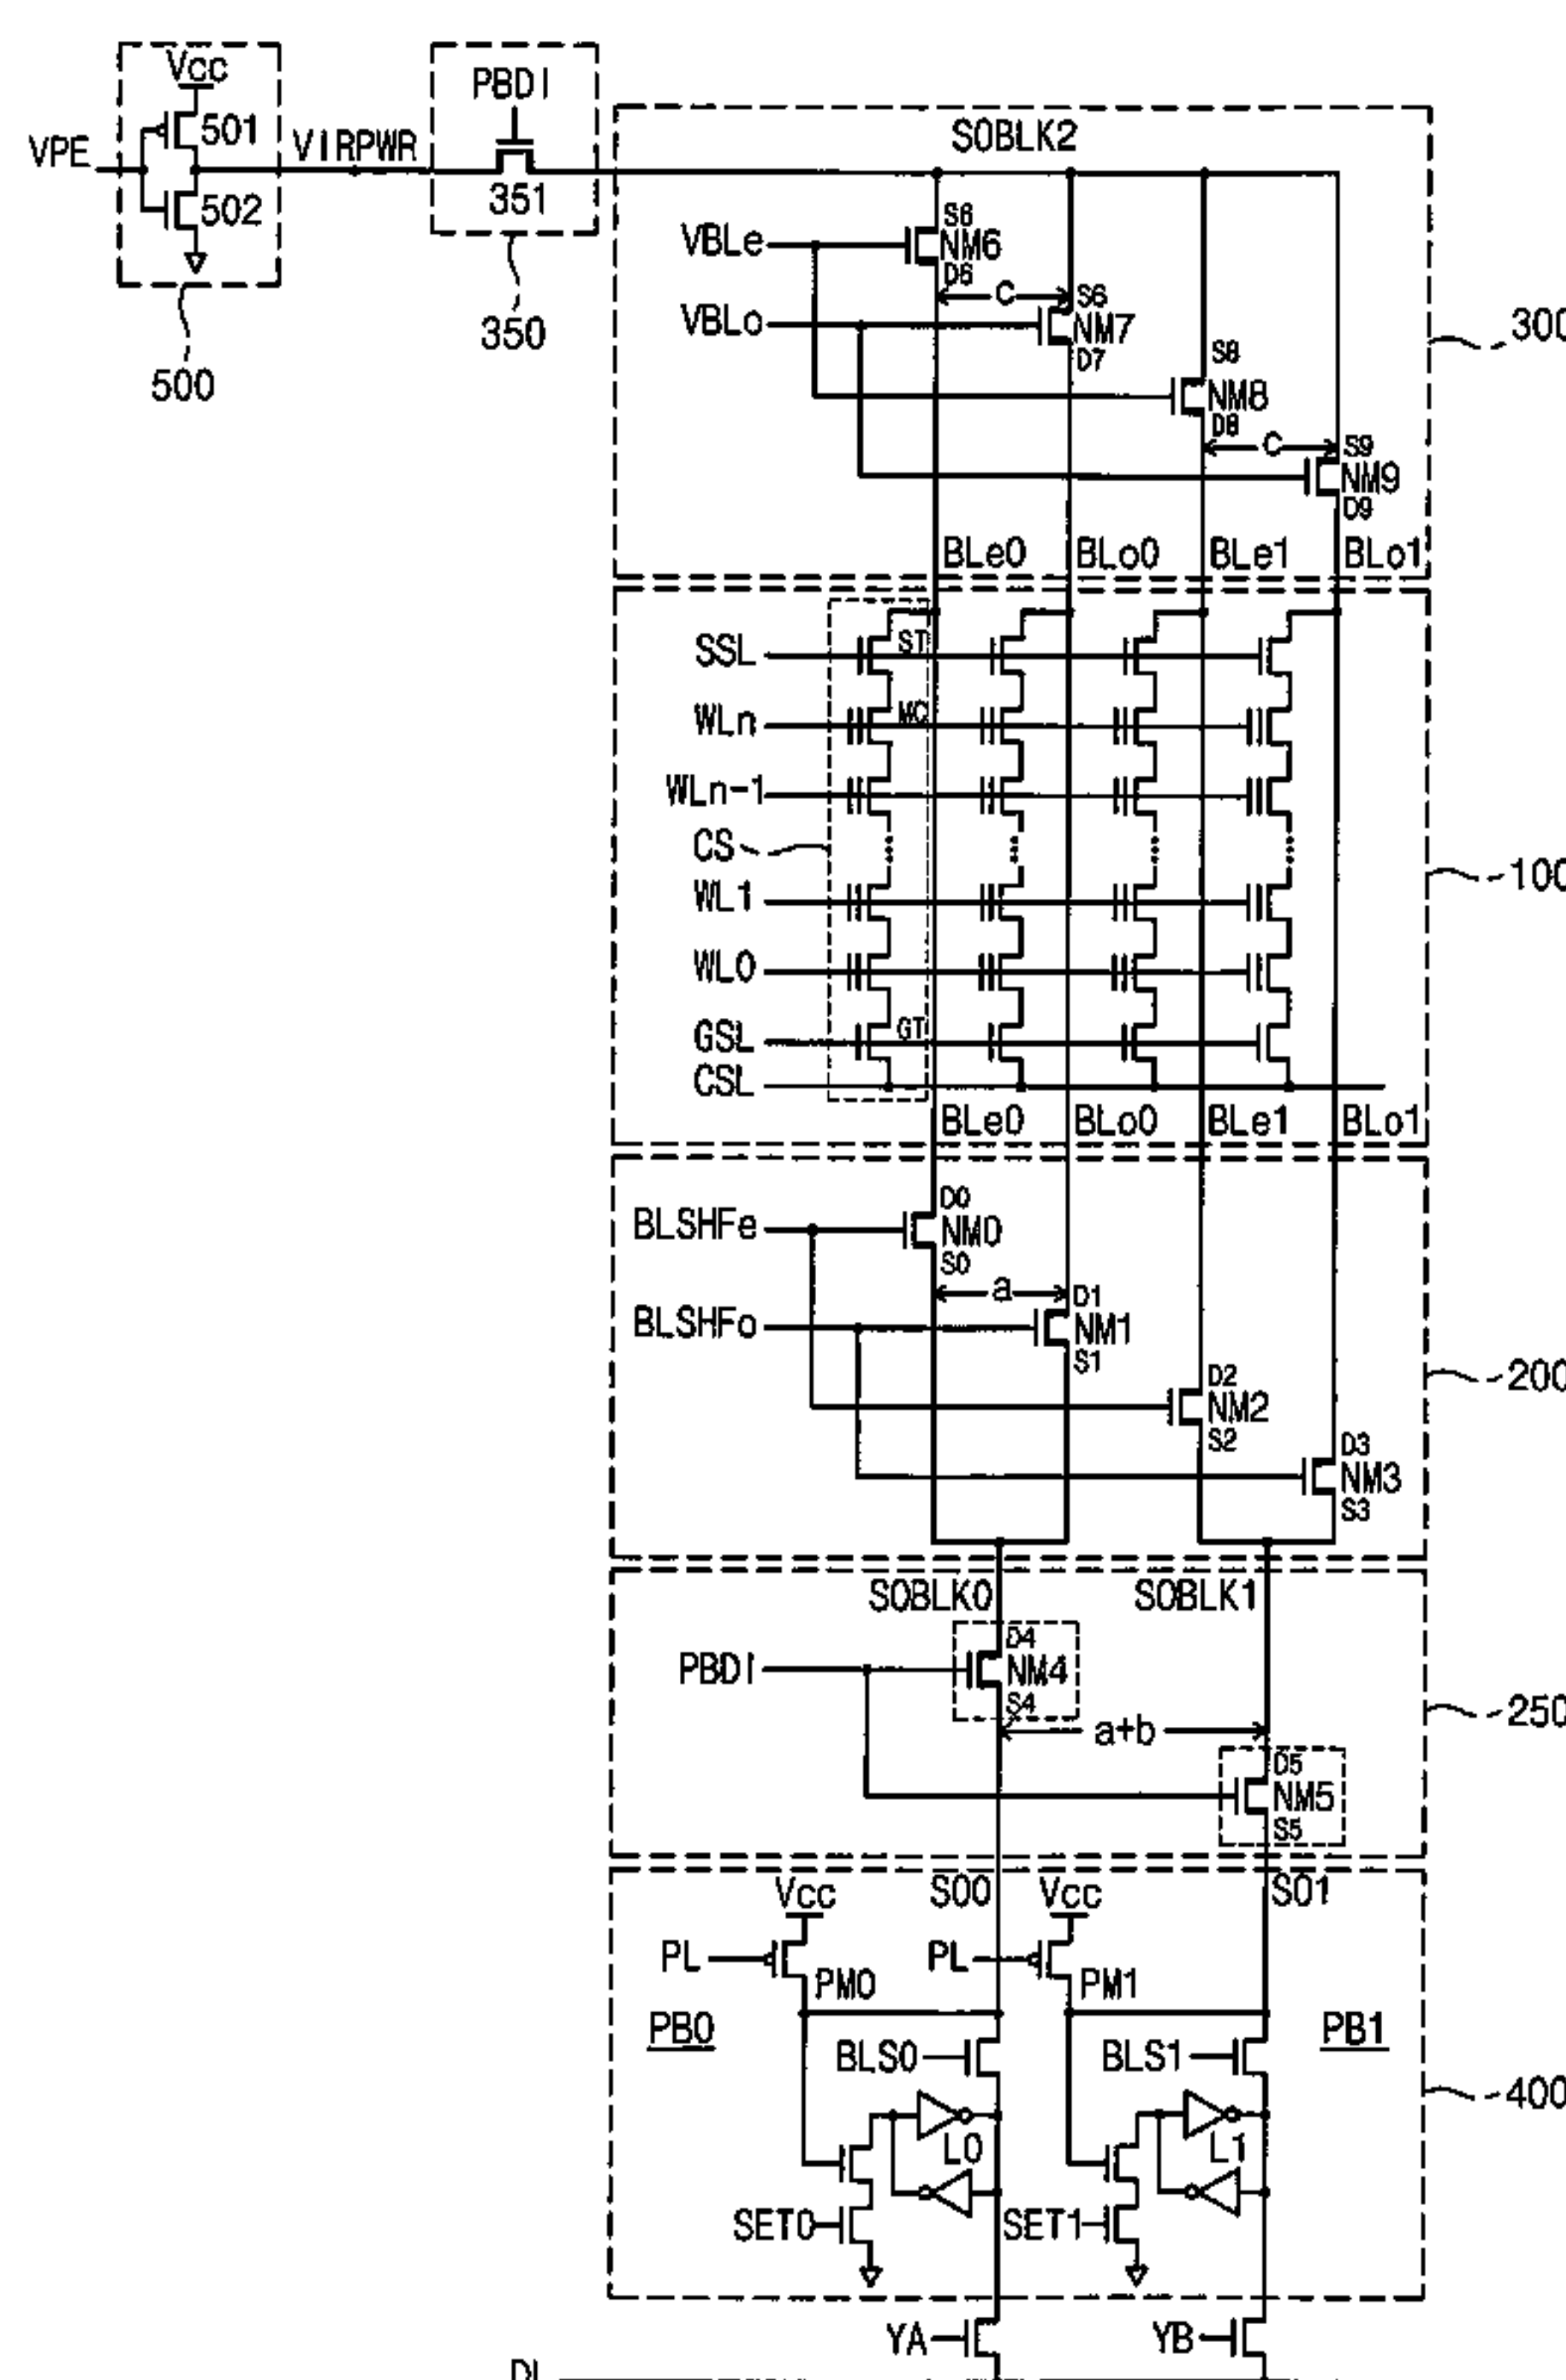 Vcc
PBDI
501
VPE
VIRPWR
502
351
500
350
SOBLK2
S6
VBLe
NM6
D6
c
S6
VBLo
NM7
D7
S8
NM8
D8
c
S9
NM9
D9
300
BLe0 BLo0 BLe1 BLo1
SSL
ST
WLn
MC
WLn-1
CS
100
WL1
WL0
GSL
GT
CSL
BLe0 BLo0 BLe1 BLo1
D0
BLSHFe
NM0
S0
a
D1
BLSHFo
NM1
S1
D2
NM2
S2
200
D3
NM3
S3
SOBLK0 SOBLK1
D4
PBDI
NM4
S4
a+b
250
D5
NM5
S5
Vcc SO0 Vcc SO1
PL PL
PM0 PM1
PB0 PB1
BLS0 BLS1
400
L0 L1
SET0 SET1
YA YB
DL